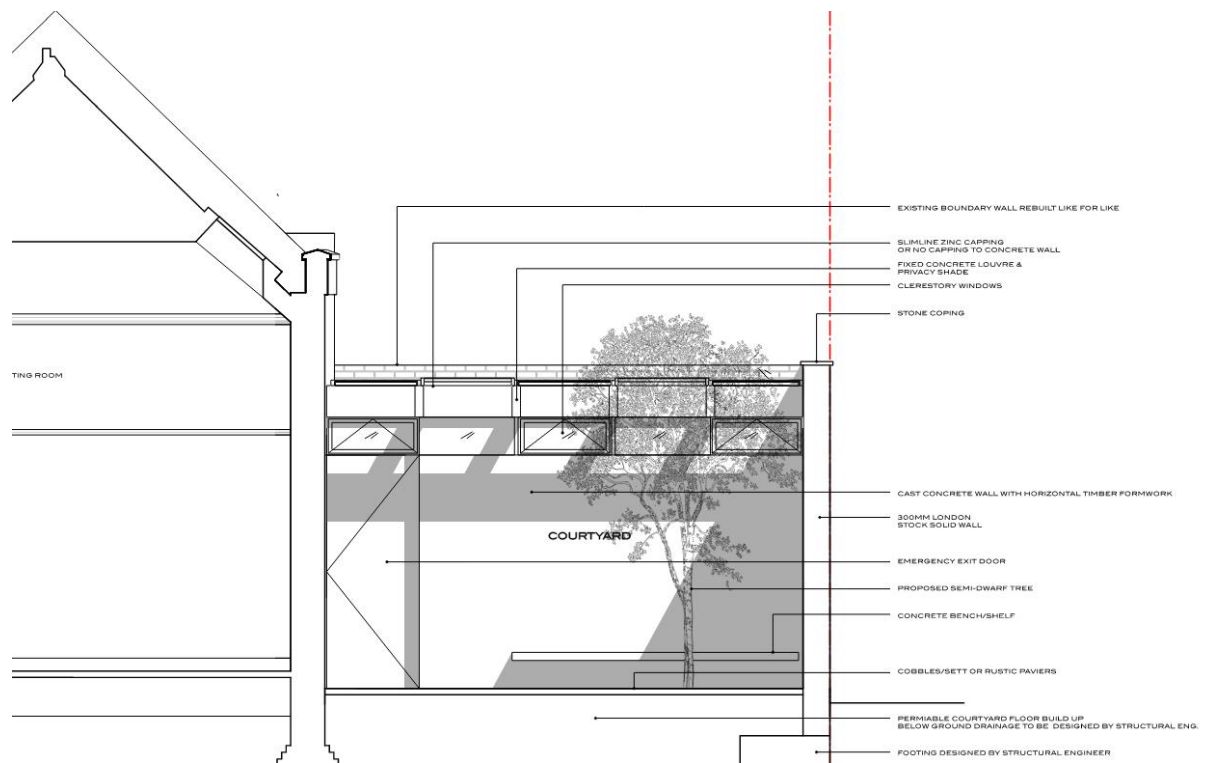 EXISTING BOUNDARY WALL REBUILT LIKE FOR LIKE
SLIMLINE ZINC CAPPING
OR NO CAPPING TO CONCRETE WALL
FIXED CONCRETE LOUVRE &
PRIVACY SHADE
CLERESTORY WINDOWS
STONE COPING
TING ROOM
CAST CONCRETE WALL WITH HORIZONTAL TIMBER FORMWORK
300MM LONDON
STOCK SOLID WALL
COURTYARD
EMERGENCY EXIT DOOR
PROPOSED SEMI-DWARF TREE
CONCRETE BENCH/SHELF
COBBLES/SETT OR RUSTIC PAVIERS
PERMIABLE COURTYARD FLOOR BUILD UP
BELOW GROUND DRAINAGE TO BE DESIGNED BY STRUCTURAL ENG.
FOOTING DESIGNED BY STRUCTURAL ENGINEER